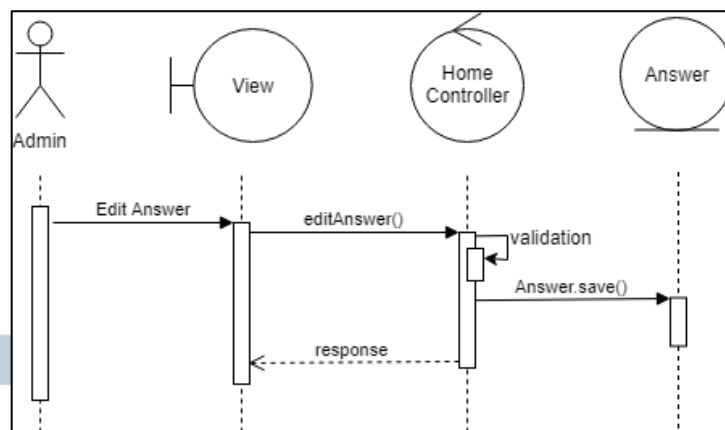 View
Home
Controller
Answer
Admin
Edit Answer
editAnswer()
validation
Answer.save()
response